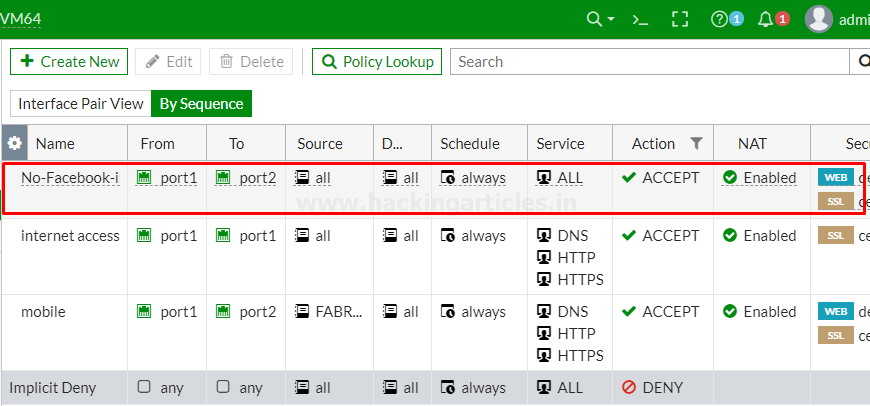 VM64
1
1
admi
Create New
Edit
Delete
Policy Lookup
Search
Interface Pair View
By Sequence
Name From To Source D... Schedule Service Action NAT Secu
No-Facebook-i port1 port2 all all always ALL ACCEPT Enabled WEB de
SSL ce
www.hackingarticles.in
internet access port1 port1 all all always DNS ACCEPT Enabled SSL ce
HTTP
HTTPS
mobile port1 port2 FABR... all always DNS ACCEPT Enabled WEB de
HTTP SSL ce
HTTPS
Implicit Deny any any all all always ALL DENY